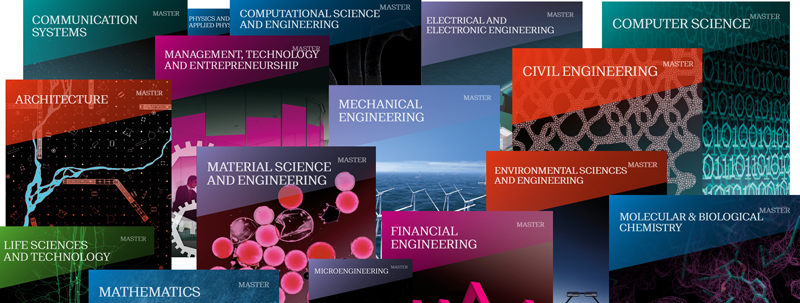 COMMUNICATION
SYSTEMS
MASTER
PHYSICS AND
APPLIED PHYS
COMPUTATIONAL SCIENCE
AND ENGINEERING
MASTER
ELECTRICAL AND
ELECTRONIC ENGINEERING
MASTER
COMPUTER SCIENCE
MASTER
MANAGEMENT, TECHNOLOGY
AND ENTREPRENEURSHIP
MASTER
CIVIL ENGINEERING
MASTER
ARCHITECTURE
MASTER
MECHANICAL
ENGINEERING
MASTER
MATERIAL SCIENCE
AND ENGINEERING
MASTER
ENVIRONMENTAL SCIENCES
AND ENGINEERING
MASTER
LIFE SCIENCES
AND TECHNOLOGY
MASTER
FINANCIAL
ENGINEERING
MASTER
MOLECULAR & BIOLOGICAL
CHEMISTRY
MASTER
MICROENGINEERING
MASTER
MATHEMATICS
MASTER